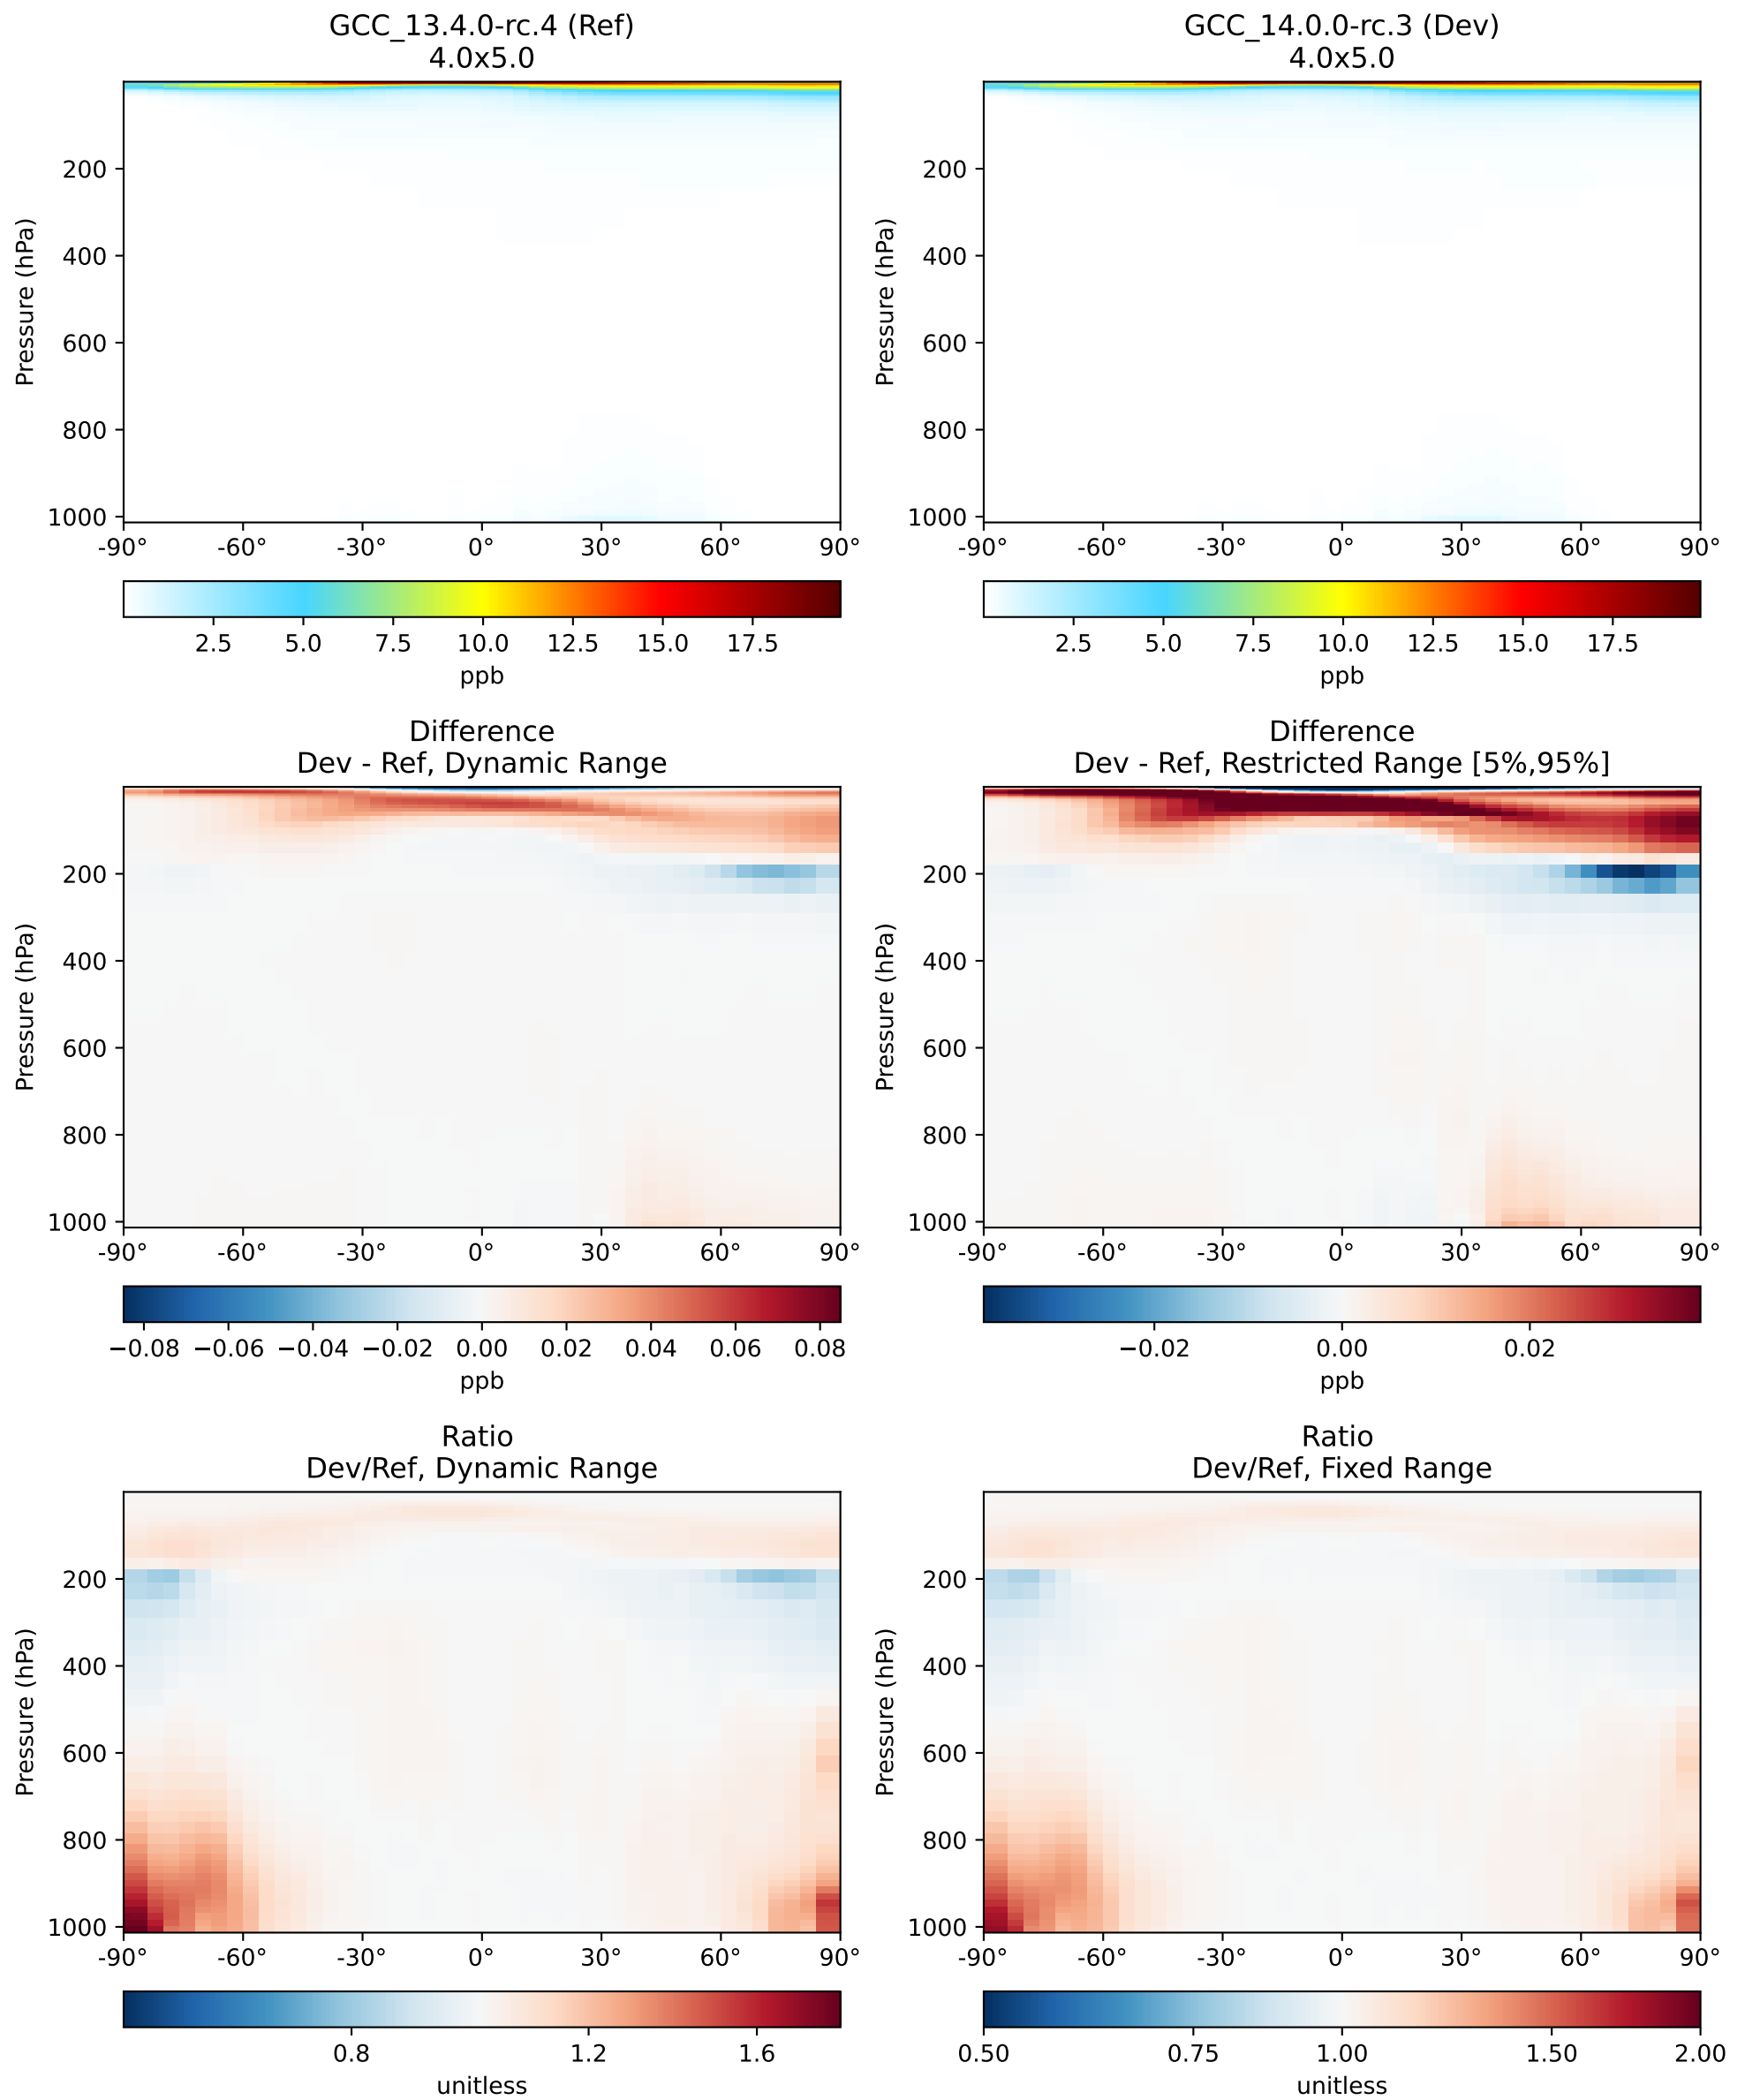 GCC_13.4.0-rc.4 (Ref)
4.0x5.0
GCC_14.0.0-rc.3 (Dev)
4.0x5.0
Pressure (hPa)
200
400
600
800
1000
-90° -60° -30° 0° 30° 60° 90°
2.5 5.0 7.5 10.0 12.5 15.0 17.5
ppb
Pressure (hPa)
200
400
600
800
1000
-90° -60° -30° 0° 30° 60° 90°
2.5 5.0 7.5 10.0 12.5 15.0 17.5
ppb
Difference
Dev - Ref, Dynamic Range
Difference
Dev - Ref, Restricted Range [5%,95%]
Pressure (hPa)
200
400
600
800
1000
-90° -60° -30° 0° 30° 60° 90°
−0.08 −0.06 −0.04 −0.02 0.00 0.02 0.04 0.06 0.08
ppb
Pressure (hPa)
200
400
600
800
1000
-90° -60° -30° 0° 30° 60° 90°
−0.02 0.00 0.02
ppb
Ratio
Dev/Ref, Dynamic Range
Ratio
Dev/Ref, Fixed Range
Pressure (hPa)
200
400
600
800
1000
-90° -60° -30° 0° 30° 60° 90°
0.8 1.2 1.6
unitless
Pressure (hPa)
200
400
600
800
1000
-90° -60° -30° 0° 30° 60° 90°
0.50 0.75 1.00 1.50 2.00
unitless